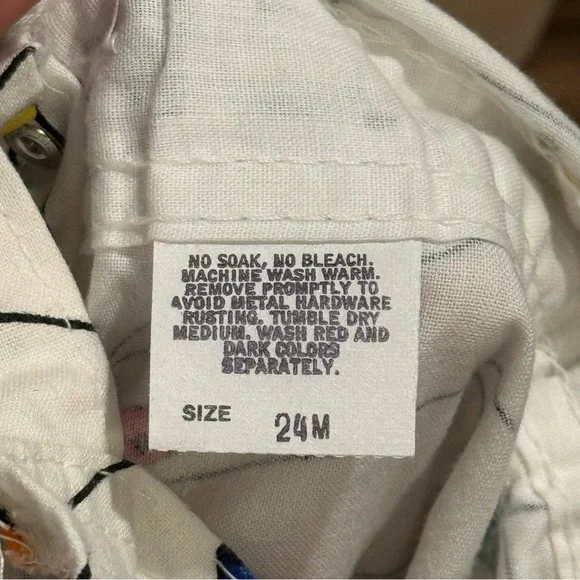 NO SOAK, NO BLEACH.
MACHINE WASH WARM.
REMOVE PROMPTLY TO
AVOID METAL HARDWARE
RUSTING. TUMBLE DRY
MEDIUM. WASH RED AND
DARK COLORS
SEPARATELY.
SIZE 24M